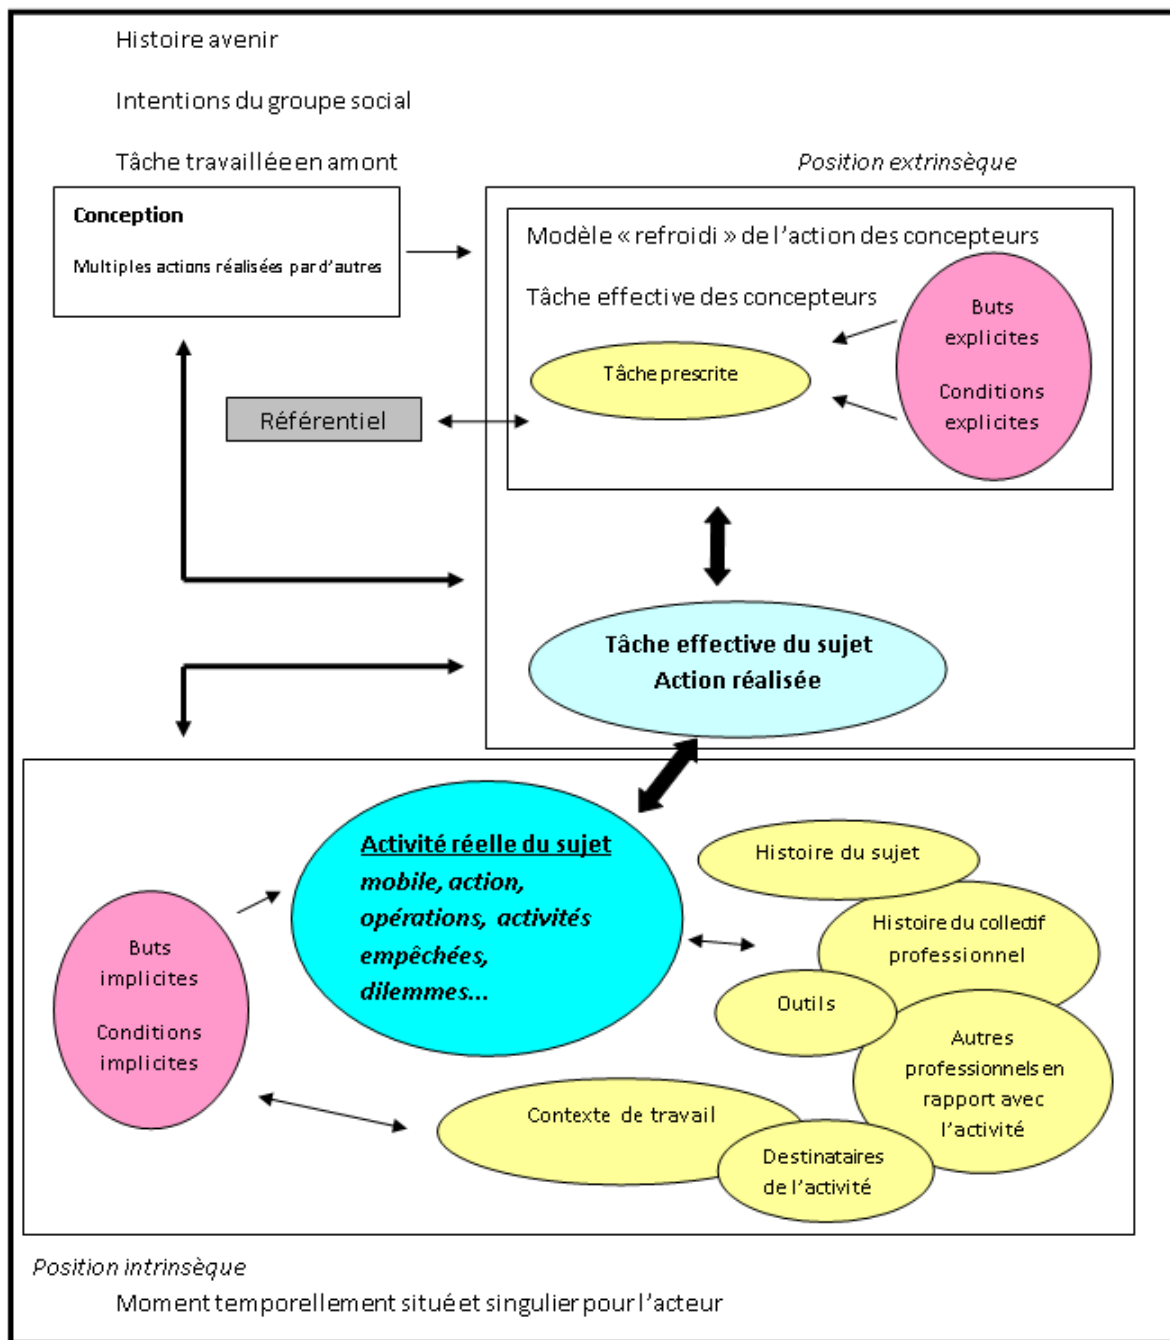 Histoire avenir
Intentions du groupe social
Tâche travaillée en amont
Position extrinsèque
Conception
Multiples actions réalisées par d'autres
Modèle « refroidi » de l'action des concepteurs
Tâche effective des concepteurs
Buts
explicites
Conditions
explicites
Tâche prescrite
Référentiel
Tâche effective du sujet
Action réalisée
Activité réelle du sujet
mobile, action,
opérations, activités
empêchées,
dilemmes...
Buts
implicites
Conditions
implicites
Histoire du sujet
Histoire du collectif
professionnel
Outils
Autres
professionnels en
rapport avec
l'activité
Contexte de travail
Destinataires
de l'activité
Position intrinsèque
Moment temporellement situé et singulier pour l'acteur